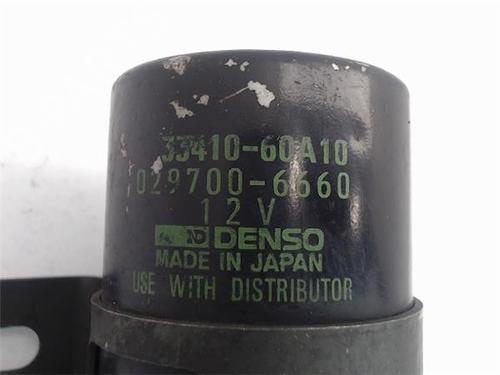 33410-60A10
029700-6660
12V
ND DENSO
MADE IN JAPAN
USE WITH DISTRIBUTOR